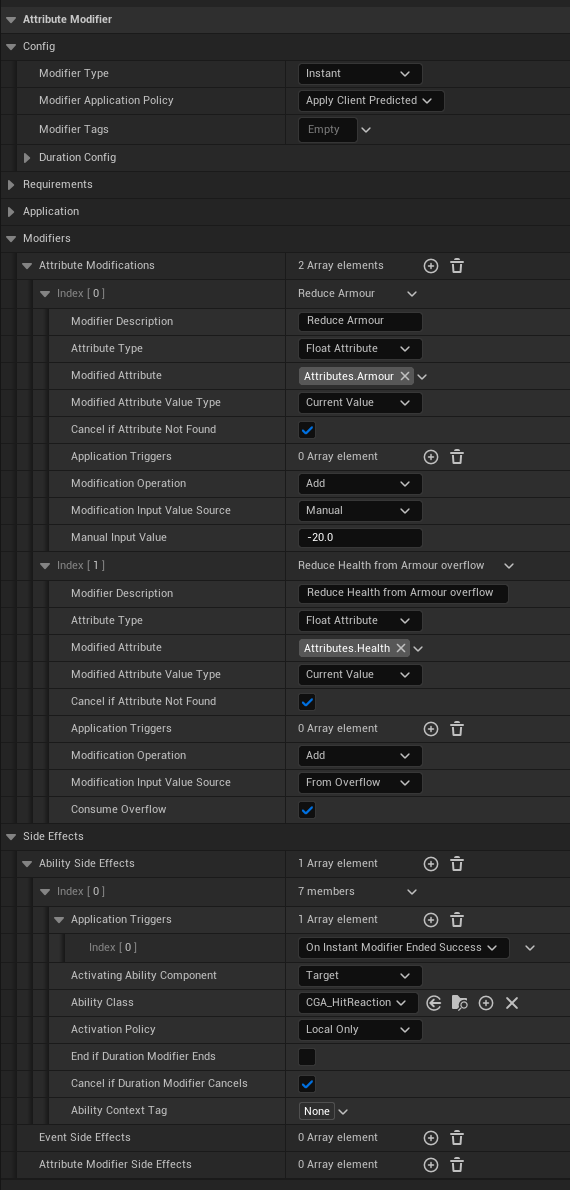 Attribute Modifier
Config
Modifier Type Instant
Modifier Application Policy Apply Client Predicted
Modifier Tags Empty
Duration Config
Requirements
Application
Modifiers
Attribute Modifications 2 Array elements
Index [ 0 ] Reduce Armour
Modifier Description Reduce Armour
Attribute Type Float Attribute
Modified Attribute Attributes.Armour
Modified Attribute Value Type Current Value
Cancel if Attribute Not Found
Application Triggers 0 Array element
Modification Operation Add
Modification Input Value Source Manual
Manual Input Value -20.0
Index [ 1 ] Reduce Health from Armour overflow
Modifier Description Reduce Health from Armour overflow
Attribute Type Float Attribute
Modified Attribute Attributes.Health
Modified Attribute Value Type Current Value
Cancel if Attribute Not Found
Application Triggers 0 Array element
Modification Operation Add
Modification Input Value Source From Overflow
Consume Overflow
Side Effects
Ability Side Effects 1 Array element
Index [ 0 ] 7 members
Application Triggers 1 Array element
Index [ 0 ] On Instant Modifier Ended Success
Activating Ability Component Target
Ability Class CGA_HitReaction
Activation Policy Local Only
End if Duration Modifier Ends
Cancel if Duration Modifier Cancels
Ability Context Tag None
Event Side Effects 0 Array element
Attribute Modifier Side Effects 0 Array element